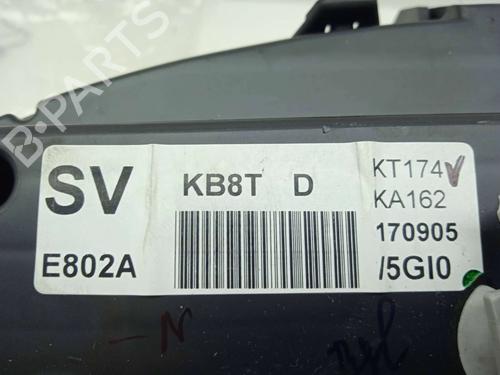 B-PARTS
SV
KB8T D
KT174
KA162
170905
E802A
/5GI0
-N